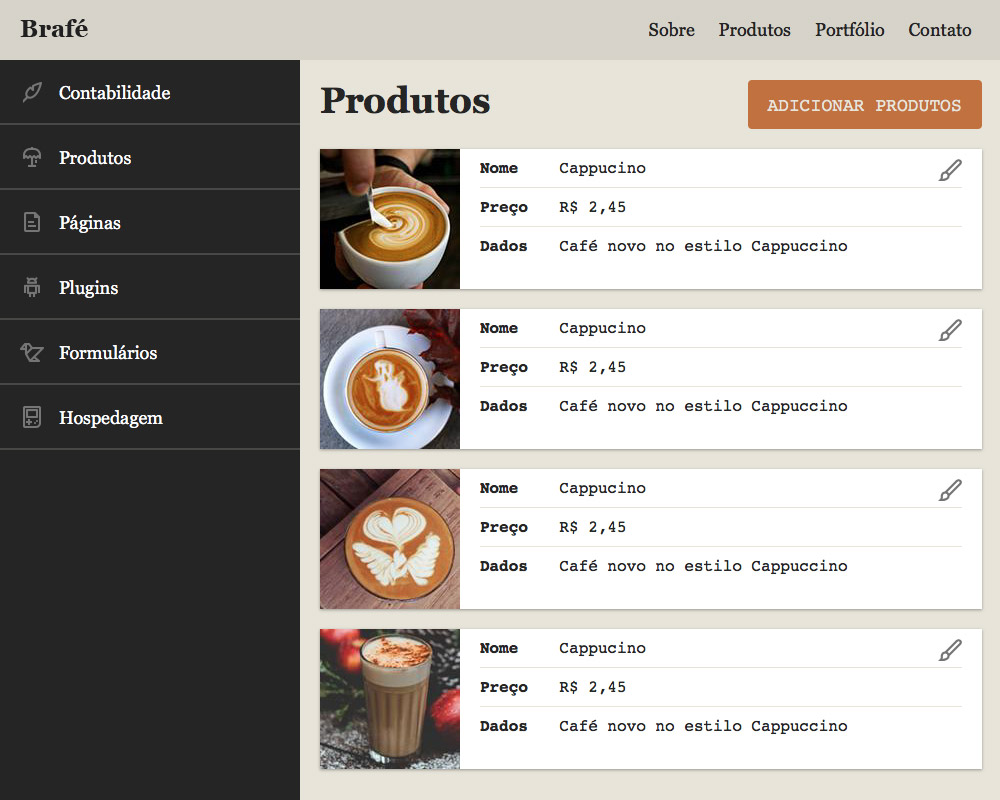 Brafé
Sobre Produtos Portfólio Contato
Contabilidade
Produtos
Páginas
Plugins
Formulários
Hospedagem
Produtos
ADICIONAR PRODUTOS
Nome Cappucino
Preço R$ 2,45
Dados Café novo no estilo Cappuccino
Nome Cappucino
Preço R$ 2,45
Dados Café novo no estilo Cappuccino
Nome Cappucino
Preço R$ 2,45
Dados Café novo no estilo Cappuccino
Nome Cappucino
Preço R$ 2,45
Dados Café novo no estilo Cappuccino